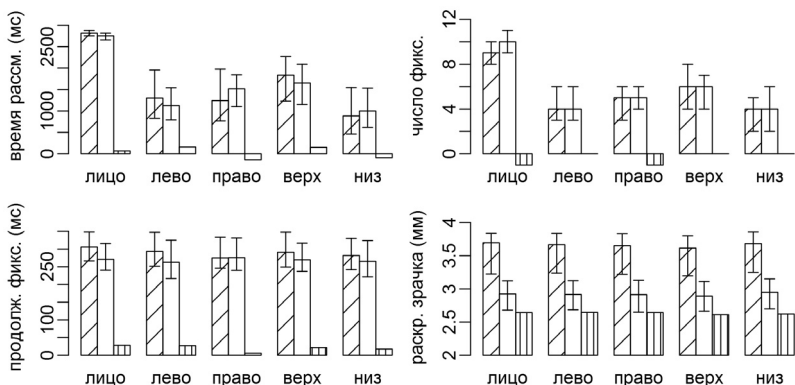 время рассм. (мс)
0
1000
2500
лицо лево право верх низ
число фикс.
0
4
8
12
лицо лево право верх низ
продолж. фикс. (мс)
0
100
250
лицо лево право верх низ
раскр. зрачка (мм)
2
2.5
3
3.5
4
лицо лево право верх низ